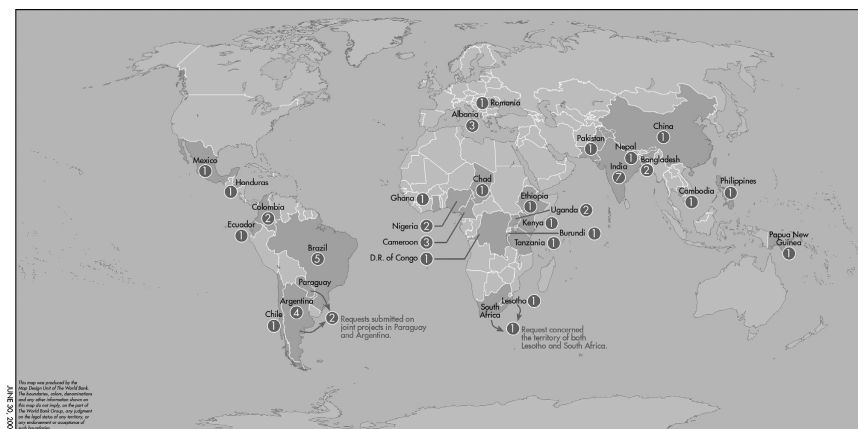 1
Romania
Albania
3
China
1
Pakistan
1
Nepal
1
Bangladesh
2
India
7
Mexico
1
Honduras
1
Chad
1
Ghana
1
Ethiopia
1
Philippines
1
Cambodia
1
Colombia
2
Ecuador
1
Nigeria
2
Uganda
2
Kenya
1
Cameroon
3
Burundi
1
Tanzania
1
D.R. of Congo
1
Papua New
Guinea
1
Brazil
5
Paraguay
Argentina
4
Chile
1
2
Requests submitted on
joint projects in Paraguay
and Argentina.
South
Africa
Lesotho
1
1
Request concerned
the territory of both
Lesotho and South Africa.
This map was produced by the
Map Design Unit of The World Bank.
The boundaries, colors, denominations
and any other information shown on
this map do not imply, on the part of
The World Bank Group, any judgment
on the legal status of any territory, or
any endorsement or acceptance of
such boundaries.
JUNE 30, 200